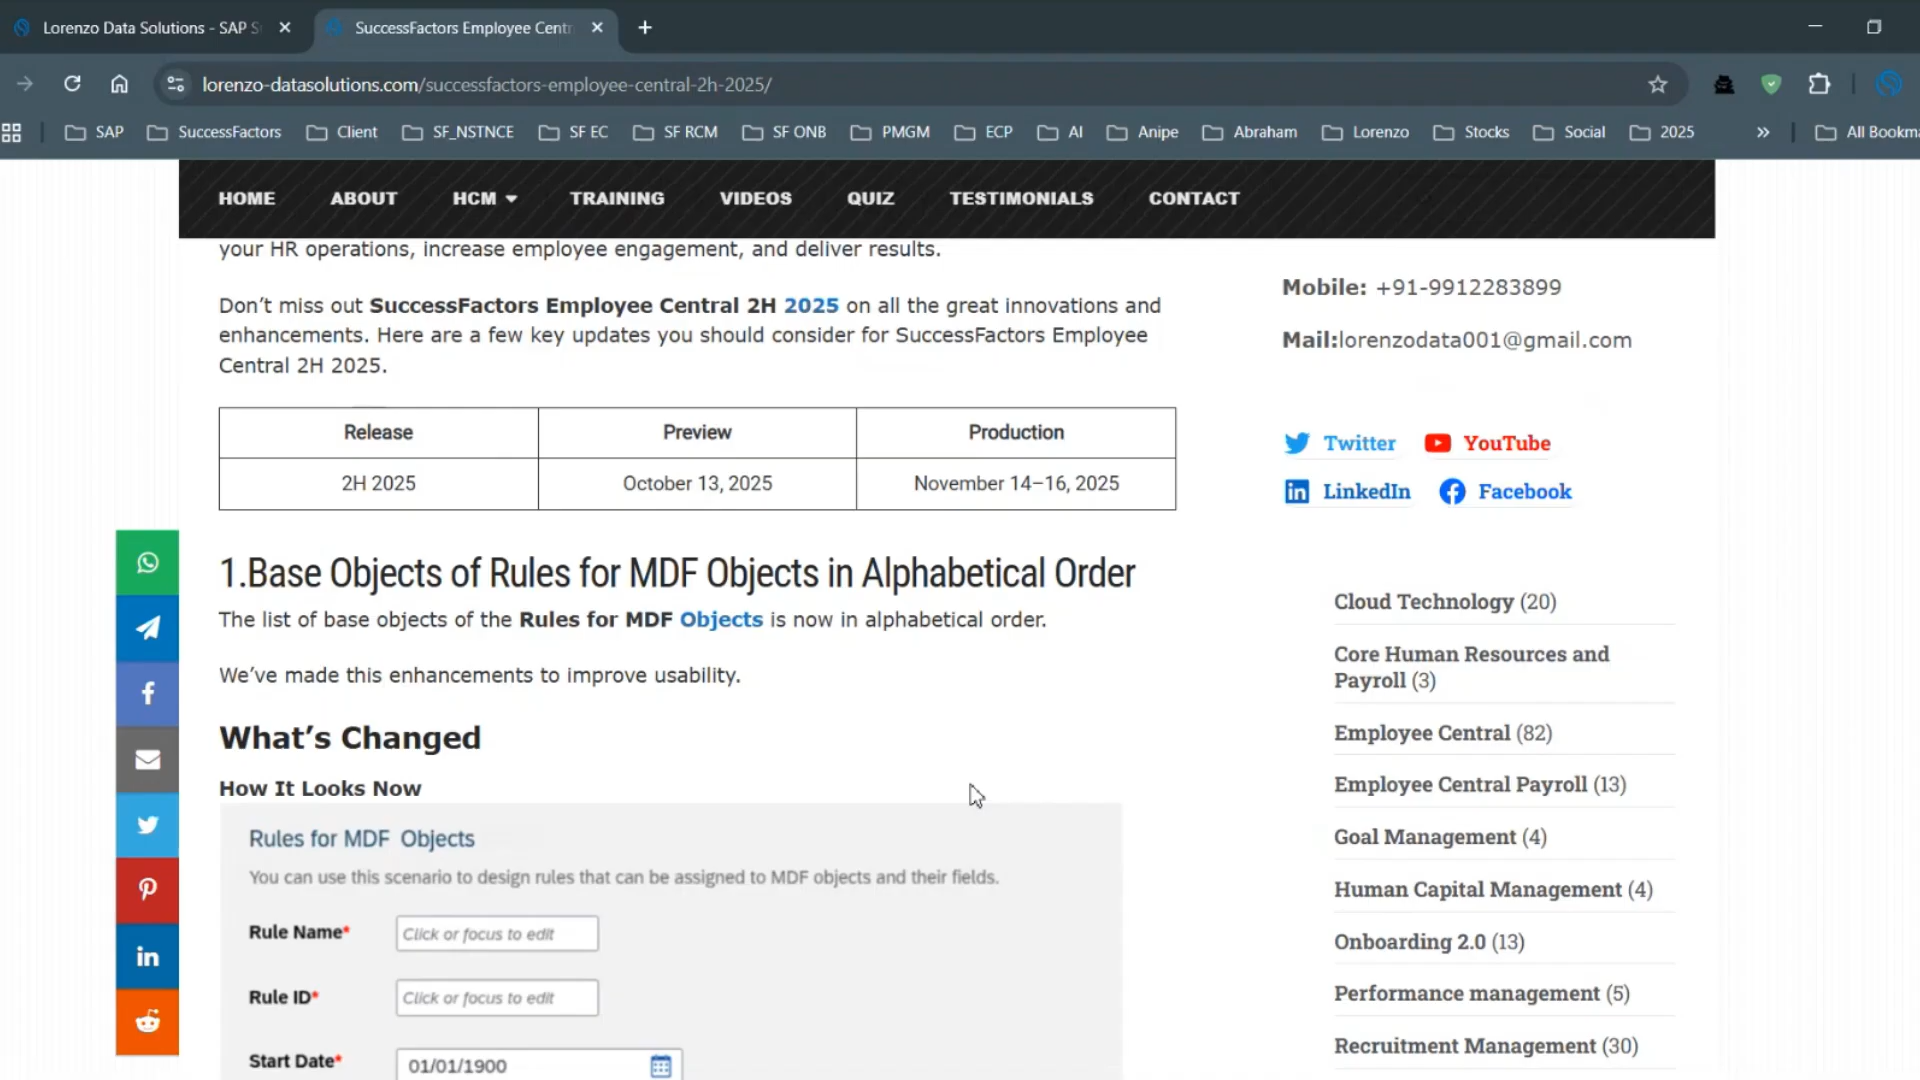 Lorenzo Data Solutions - SAP S
SuccessFactors Employee Centr
lorenzo-datasolutions.com/successfactors-employee-central-2h-2025/
SAP SuccessFactors Client SF_NSTNCE SF EC SF RCM SF ONB PMGM ECP AI Anipe Abraham Lorenzo Stocks Social 2025 » All Bookma
HOME ABOUT HCM TRAINING VIDEOS QUIZ TESTIMONIALS CONTACT
your HR operations, increase employee engagement, and deliver results.
Don't miss out SuccessFactors Employee Central 2H 2025 on all the great innovations and
enhancements. Here are a few key updates you should consider for SuccessFactors Employee
Central 2H 2025.
Release Preview Production
2H 2025 October 13, 2025 November 14–16, 2025
1.Base Objects of Rules for MDF Objects in Alphabetical Order
The list of base objects of the Rules for MDF Objects is now in alphabetical order.
We've made this enhancements to improve usability.
What's Changed
How It Looks Now
Rules for MDF Objects
You can use this scenario to design rules that can be assigned to MDF objects and their fields.
Rule Name* Click or focus to edit
Rule ID* Click or focus to edit
Start Date* 01/01/1900
Mobile: +91-9912283899
Mail:lorenzodata001@gmail.com
Twitter YouTube
LinkedIn Facebook
Cloud Technology (20)
Core Human Resources and
Payroll (3)
Employee Central (82)
Employee Central Payroll (13)
Goal Management (4)
Human Capital Management (4)
Onboarding 2.0 (13)
Performance management (5)
Recruitment Management (30)